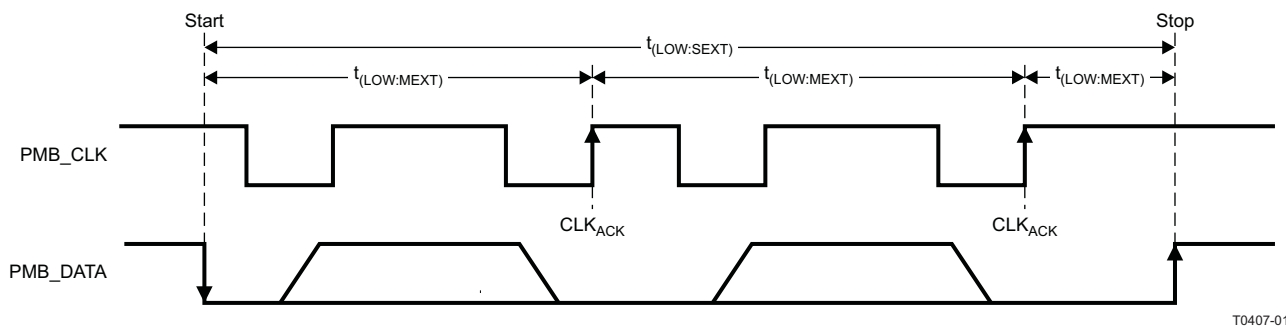 Start Stop
t(LOW:SEXT)
t(LOW:MEXT) t(LOW:MEXT) t(LOW:MEXT)
PMB_CLK
CLKACK CLKACK
PMB_DATA
T0407-01